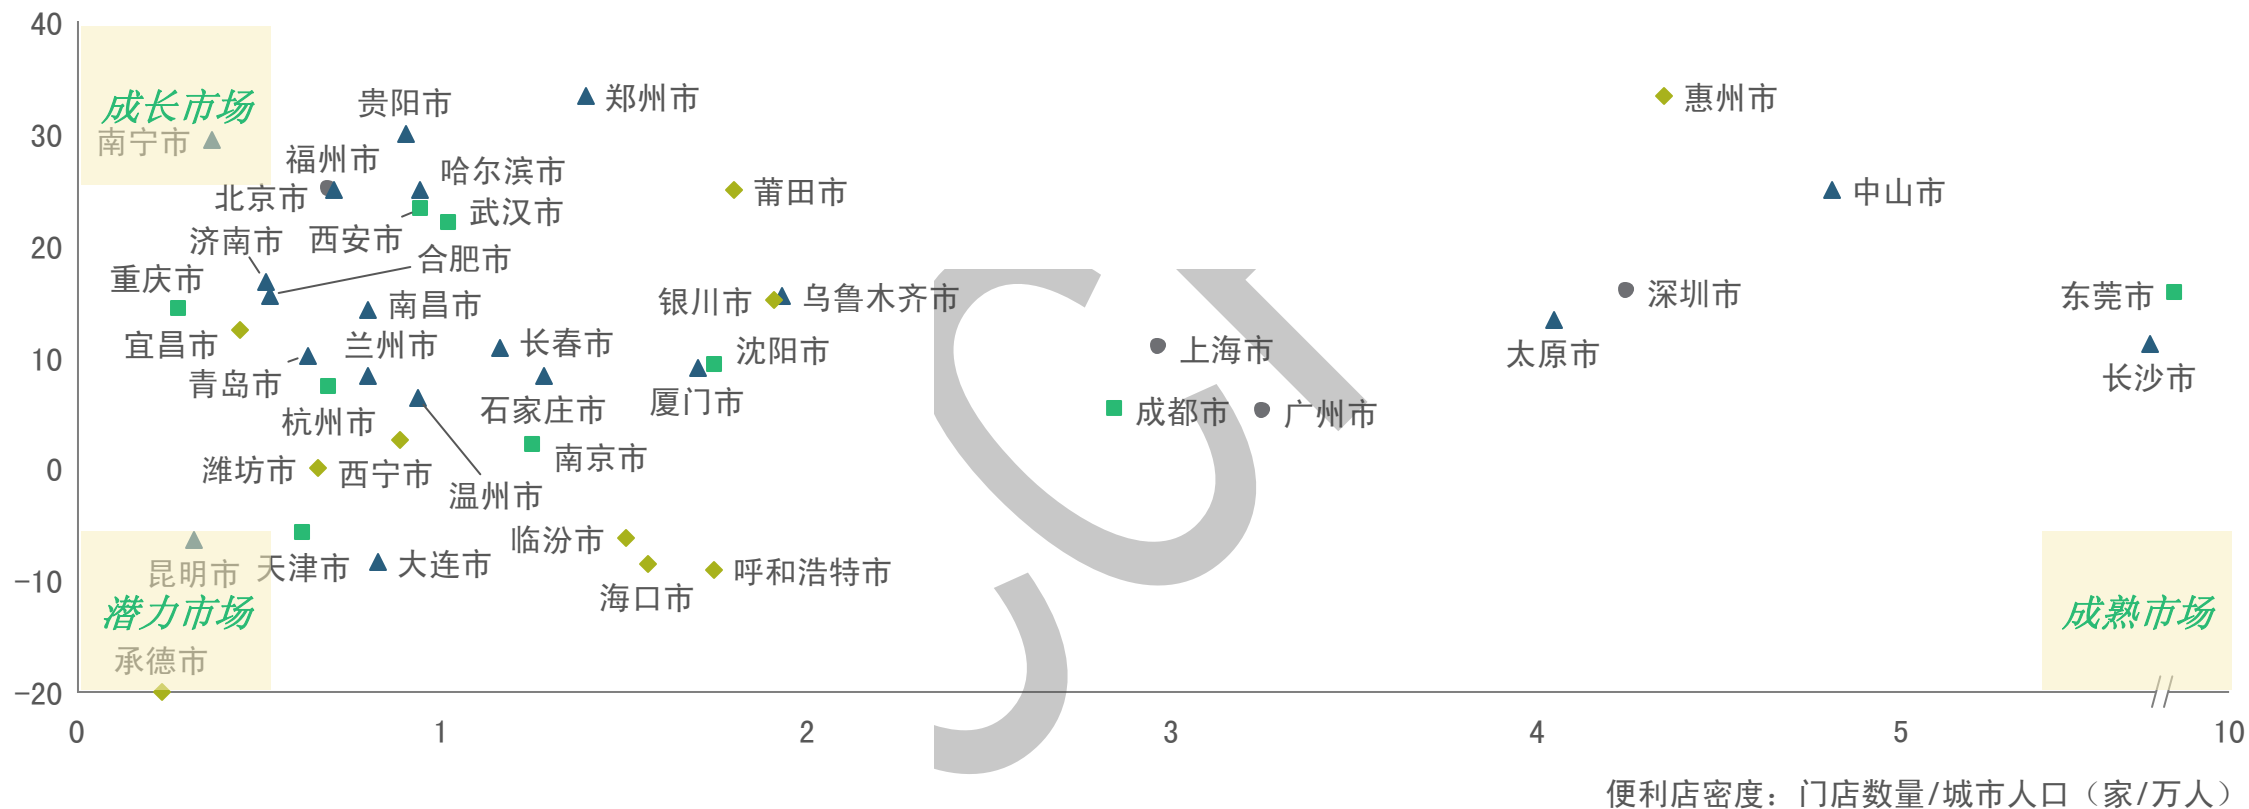 40
成长市场
贵阳市
郑州市
惠州市
30
南宁市
福州市
哈尔滨市
北京市
莆田市
中山市
西安市
武汉市
20
济南市
合肥市
重庆市
南昌市
银川市
乌鲁木齐市
深圳市
东莞市
宜昌市
兰州市
长春市
沈阳市
上海市
太原市
10
青岛市
长沙市
杭州市
石家庄市
厦门市
成都市
广州市
0
潍坊市
西宁市
南京市
温州市
临汾市
昆明市
天津市
大连市
海口市
呼和浩特市
-10
潜力市场
成熟市场
承德市
-20
0
1
2
3
4
5
10
便利店密度：门店数量/城市人口（家/万人）